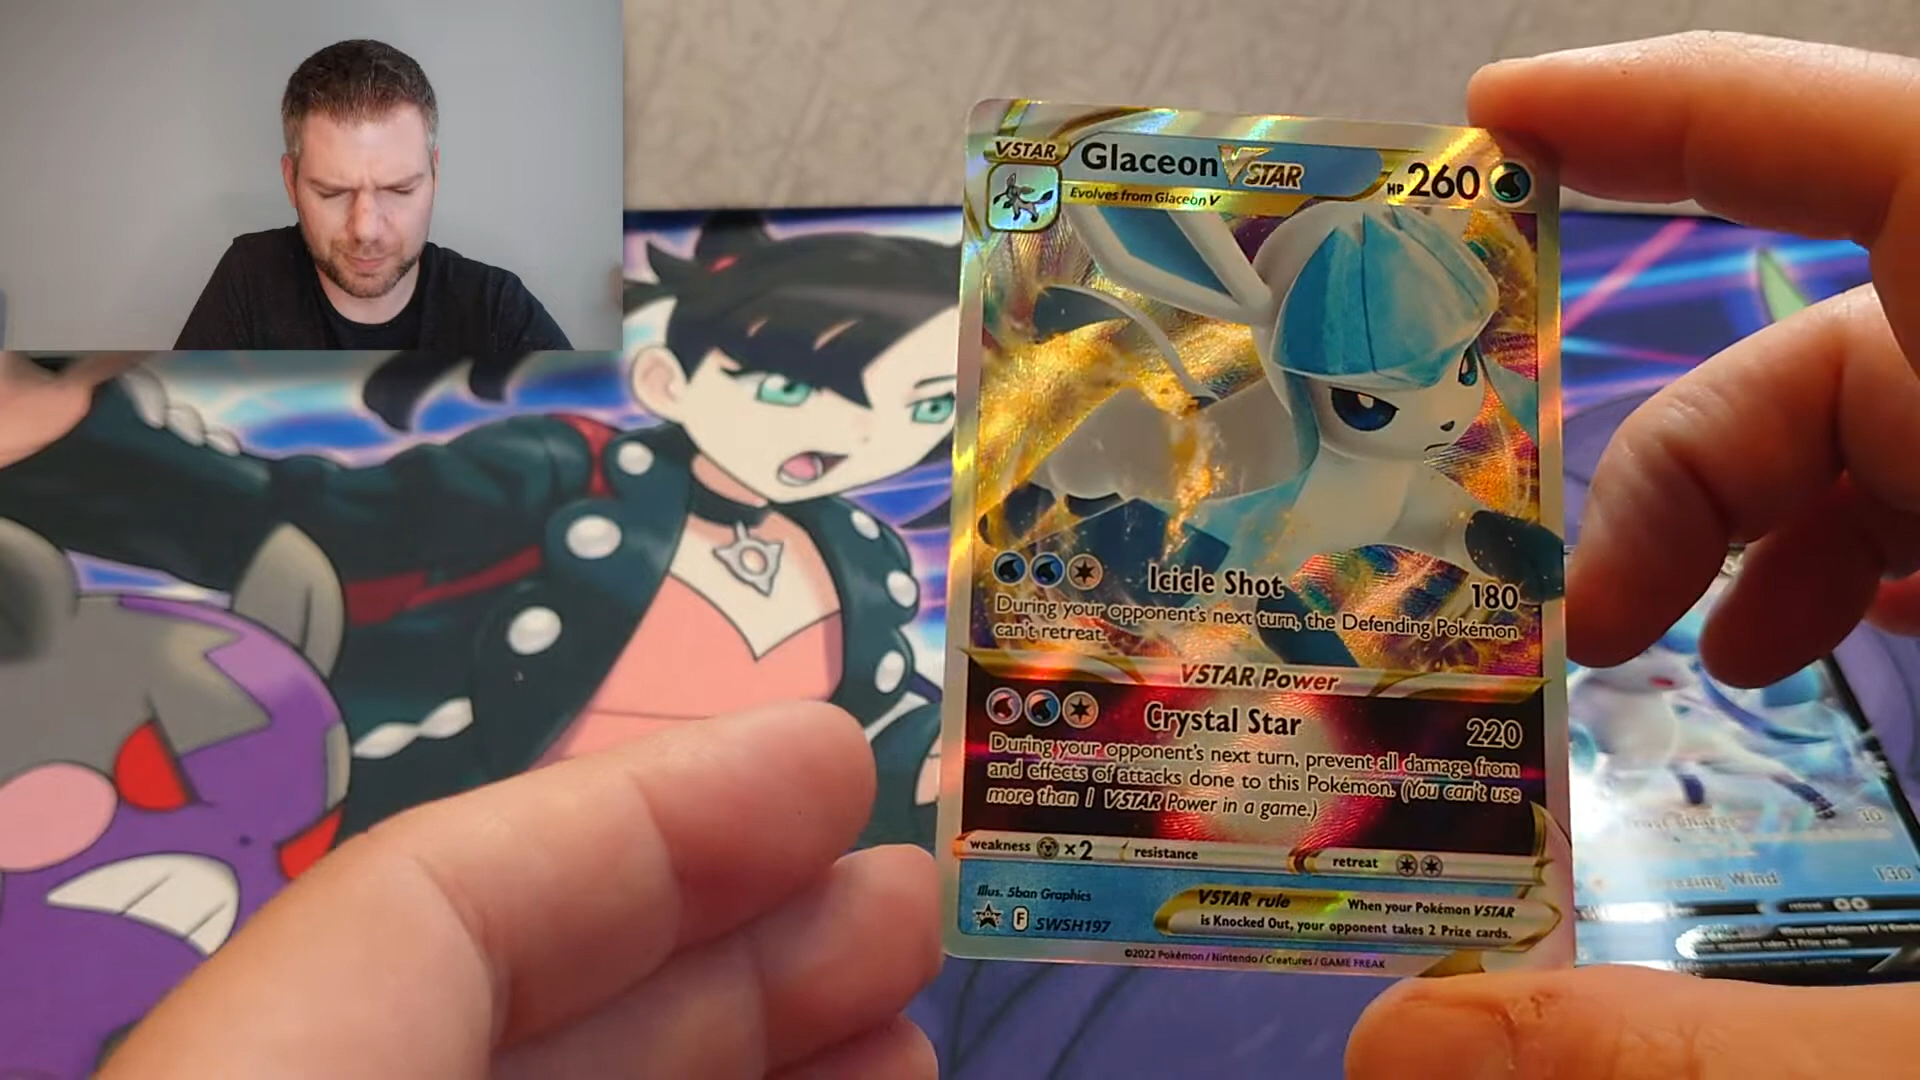 VSTAR Glaceon VSTAR HP 260
Evolves from Glaceon V
Icicle Shot 180
During your opponent's next turn, the Defending Pokémon
can't retreat.
VSTAR Power
Crystal Star 220
During your opponent's next turn, prevent all damage from
and effects of attacks done to this Pokémon. (You can't use
more than 1 VSTAR Power in a game.)
weakness ×2 resistance retreat
Illus. 5ban Graphics
F SWSH197
VSTAR rule When your Pokémon VSTAR
is Knocked Out, your opponent takes 2 Prize cards.
©2022 Pokémon / Nintendo / Creatures / GAME FREAK
30
Wind 130
retreat